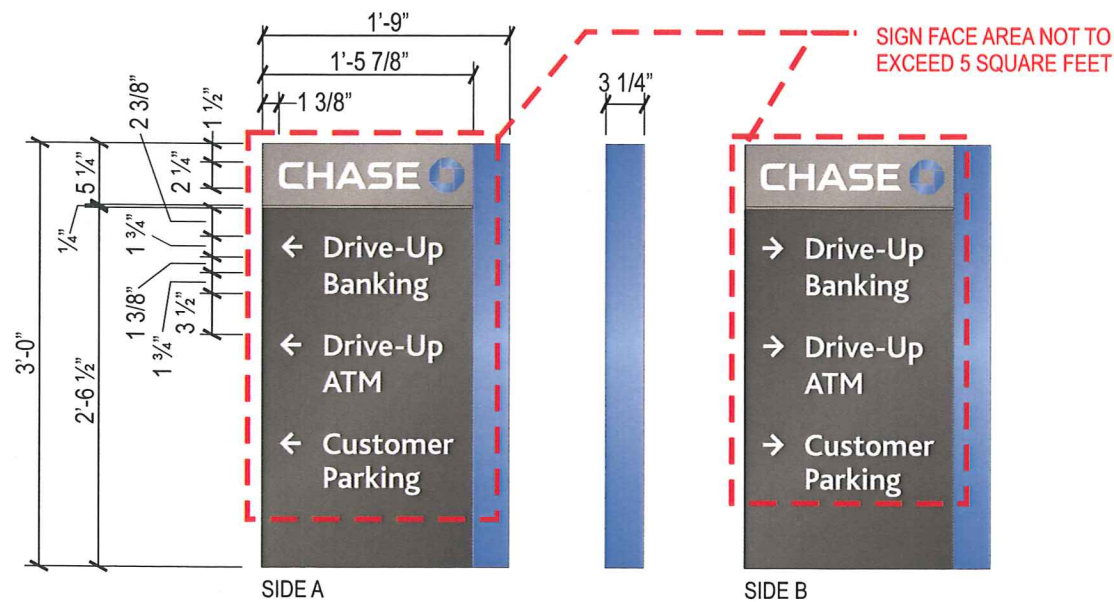 1'-9"
1'-5 7/8"
1 3/8"
3 1/4"
SIGN FACE AREA NOT TO
EXCEED 5 SQUARE FEET
2 3/8"
1 ½"
5 ¼"
2 ¼"
¼"
1 ¾"
1 3/8"
1 ¾"
3 ½"
3'-0"
2'-6 ½"
CHASE
← Drive-Up
Banking
← Drive-Up
ATM
← Customer
Parking
SIDE A
CHASE
→ Drive-Up
Banking
→ Drive-Up
ATM
→ Customer
Parking
SIDE B